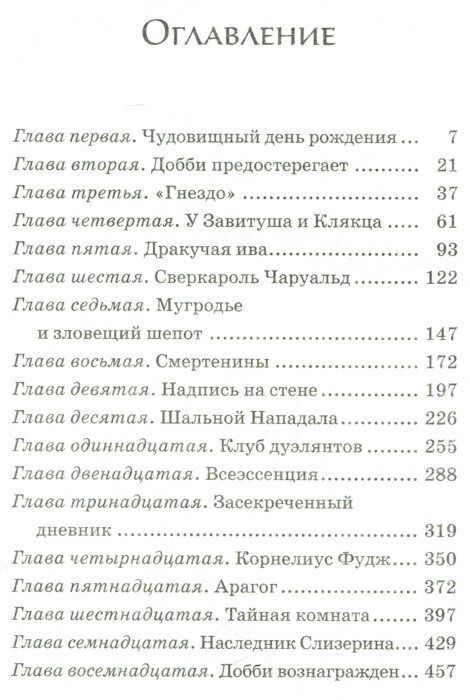 Оглавление
Глава первая. Чудовищный день рождения ... 7
Глава вторая. Добби предостерегает ............ 21
Глава третья. «Гнездо» ............................ 37
Глава четвертая. У Завитуша и Клякца ....... 61
Глава пятая. Дракучая ива ........................ 93
Глава шестая. Сверкароль Чаруальд .......... 122
Глава седьмая. Мугродье
и зловещий шепот ............................ 147
Глава восьмая. Смертенины .................... 172
Глава девятая. Надпись на стене ............. 197
Глава десятая. Шальной Нападала ............ 226
Глава одиннадцатая. Клуб дуэлянтов ........ 255
Глава двенадцатая. Всеэссенция .............. 288
Глава тринадцатая. Засекреченный
дневник ........................................ 319
Глава четырнадцатая. Корнелиус Фудж .... 350
Глава пятнадцатая. Арагог ..................... 372
Глава шестнадцатая. Тайная комната ........ 397
Глава семнадцатая. Наследник Слизерина .. 429
Глава восемнадцатая. Добби вознагражден .. 457